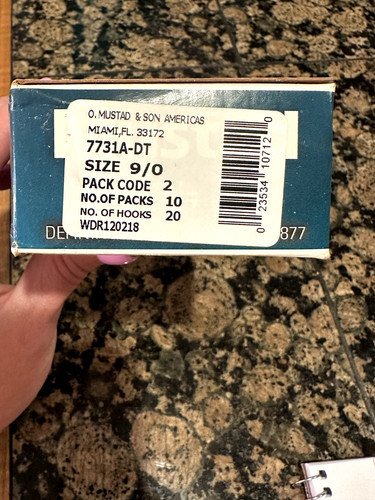 O. MUSTAD & SON AMERICAS
MIAMI,FL. 33172
7731A-DT
SIZE 9/0
PACK CODE 2
NO.OF PACKS 10
NO. OF HOOKS 20
WDR120218
0 23534 10712 0
877